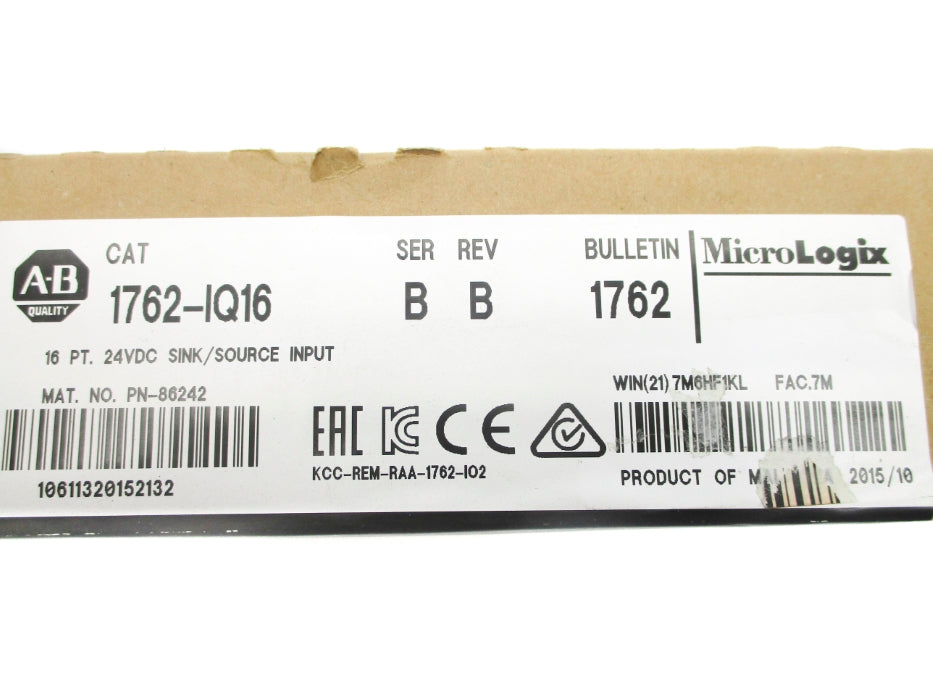 A-B
QUALITY
CAT
1762-IQ16
SER REV
B B
BULLETIN
1762
MicroLogix
16 PT. 24VDC SINK/SOURCE INPUT
MAT. NO. PN-86242
10611320152132
EAC KC CE
KCC-REM-RAA-1762-IO2
WIN(21) 7M6HF1KL FAC.7M
PRODUCT OF 2015/10